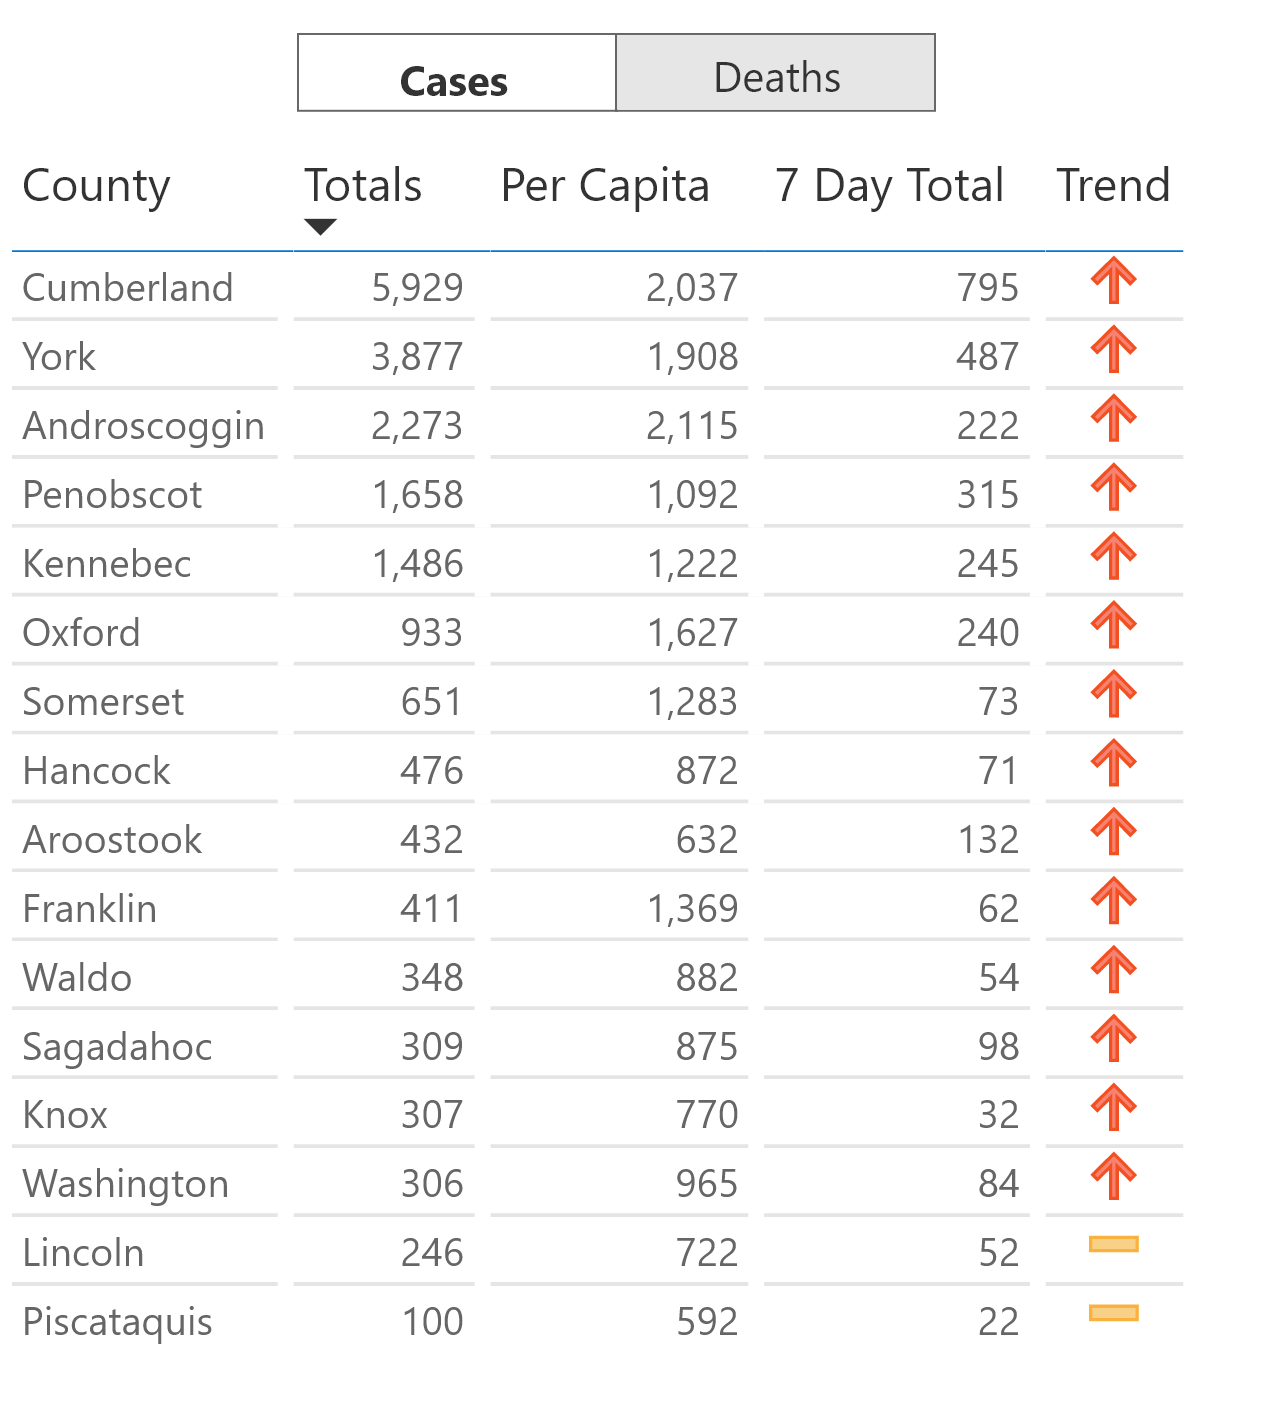 Cases Deaths
County Totals Per Capita 7 Day Total Trend
Cumberland 5,929 2,037 795
York 3,877 1,908 487
Androscoggin 2,273 2,115 222
Penobscot 1,658 1,092 315
Kennebec 1,486 1,222 245
Oxford 933 1,627 240
Somerset 651 1,283 73
Hancock 476 872 71
Aroostook 432 632 132
Franklin 411 1,369 62
Waldo 348 882 54
Sagadahoc 309 875 98
Knox 307 770 32
Washington 306 965 84
Lincoln 246 722 52
Piscataquis 100 592 22